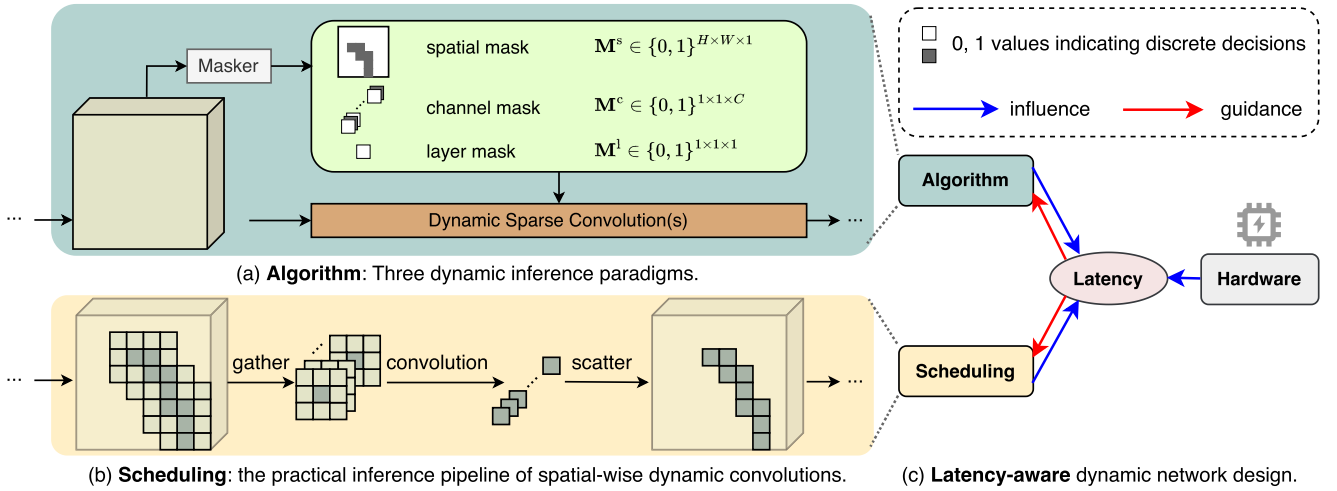 Masker
spatial mask
M^s ∈ {0, 1}^{H×W×1}
channel mask
M^c ∈ {0, 1}^{1×1×C}
layer mask
M^l ∈ {0, 1}^{1×1×1}
...
Dynamic Sparse Convolution(s)
...
(a) Algorithm: Three dynamic inference paradigms.
...
gather
convolution
scatter
...
(b) Scheduling: the practical inference pipeline of spatial-wise dynamic convolutions.
0, 1 values indicating discrete decisions
influence
guidance
Algorithm
Latency
Hardware
Scheduling
(c) Latency-aware dynamic network design.